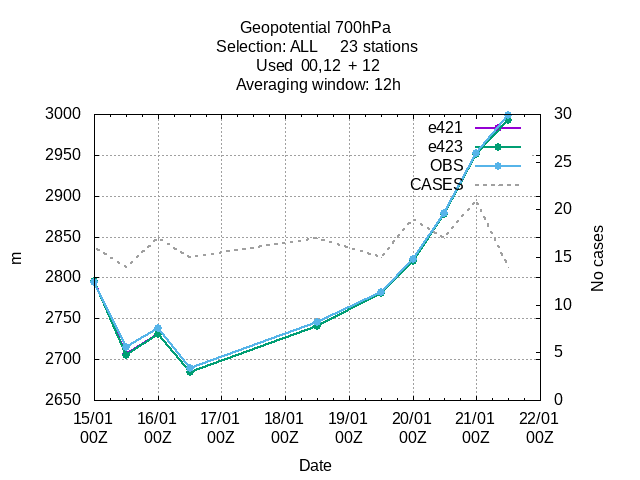 Geopotential 700hPa
Selection: ALL     23 stations
Used  00,12  + 12
Averaging window: 12h
3000
2950
2900
2850
2800
2750
2700
2650
m
30
25
20
15
10
5
0
No cases
e421
e423
OBS
CASES
15/01 16/01 17/01 18/01 19/01 20/01 21/01 22/01
00Z 00Z 00Z 00Z 00Z 00Z 00Z 00Z
Date